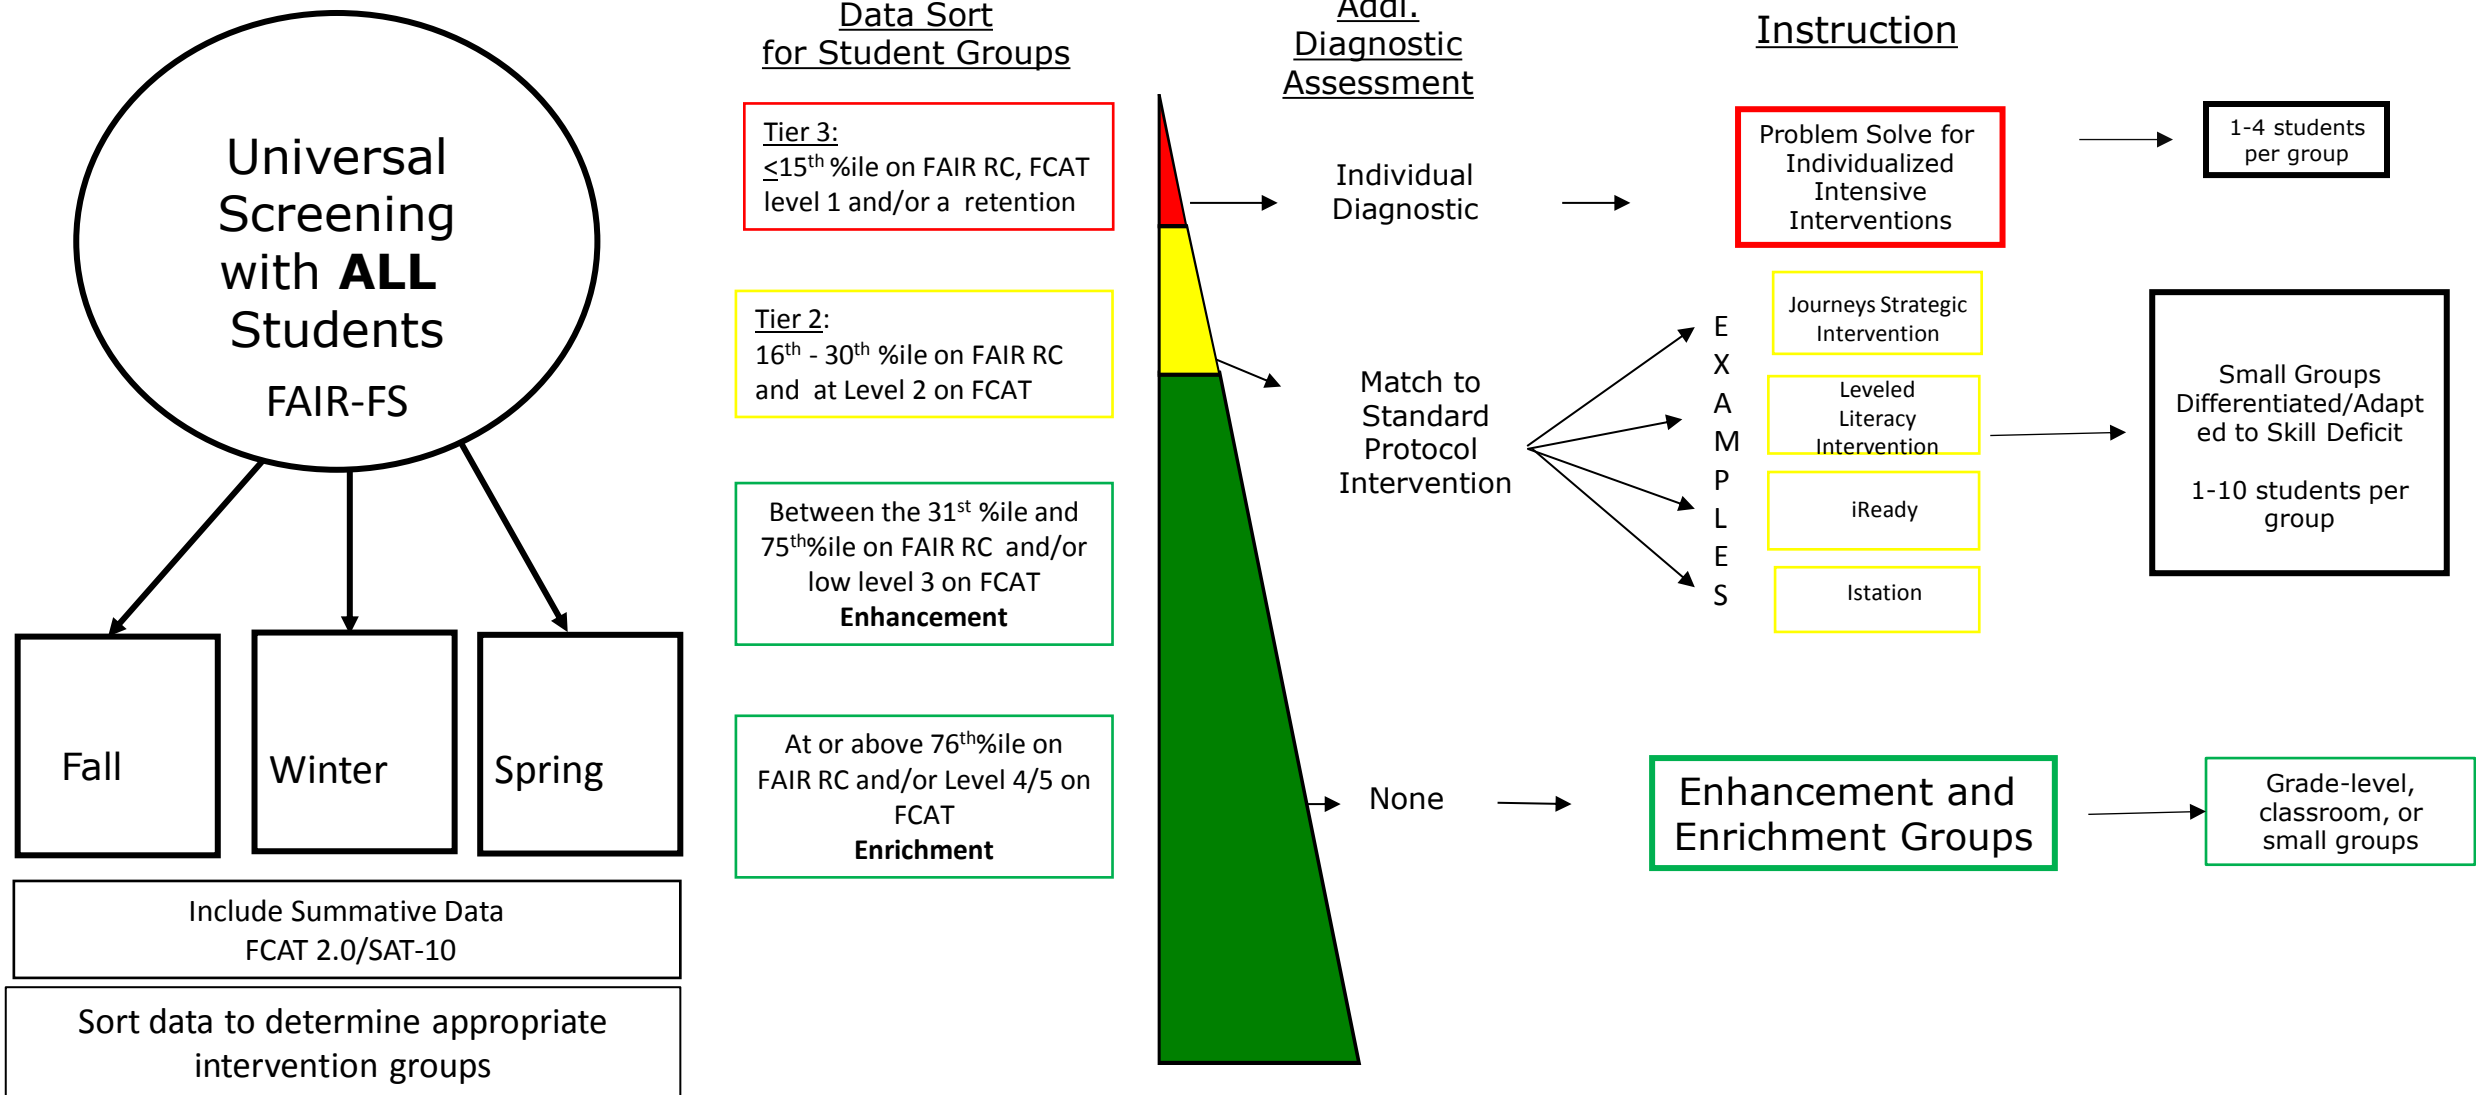 Universal
Screening
with ALL
Students
FAIR-FS
Fall
Winter
Spring
Include Summative Data
FCAT 2.0/SAT-10
Sort data to determine appropriate
intervention groups
Data Sort
for Student Groups
Tier 3:
<15th %ile on FAIR RC, FCAT
level 1 and/or a retention
Tier 2:
16th - 30th %ile on FAIR RC
and at Level 2 on FCAT
Between the 31st %ile and
75th%ile on FAIR RC and/or
low level 3 on FCAT
Enhancement
At or above 76th%ile on
FAIR RC and/or Level 4/5 on
FCAT
Enrichment
Addl.
Diagnostic
Assessment
Individual
Diagnostic
Match to
Standard
Protocol
Intervention
None
Instruction
Problem Solve for
Individualized
Intensive
Interventions
1-4 students
per group
E
X
A
M
P
L
E
S
Journeys Strategic
Intervention
Leveled
Literacy
Intervention
iReady
Istation
Small Groups
Differentiated/Adapt
ed to Skill Deficit
1-10 students per
group
Enhancement and
Enrichment Groups
Grade-level,
classroom, or
small groups